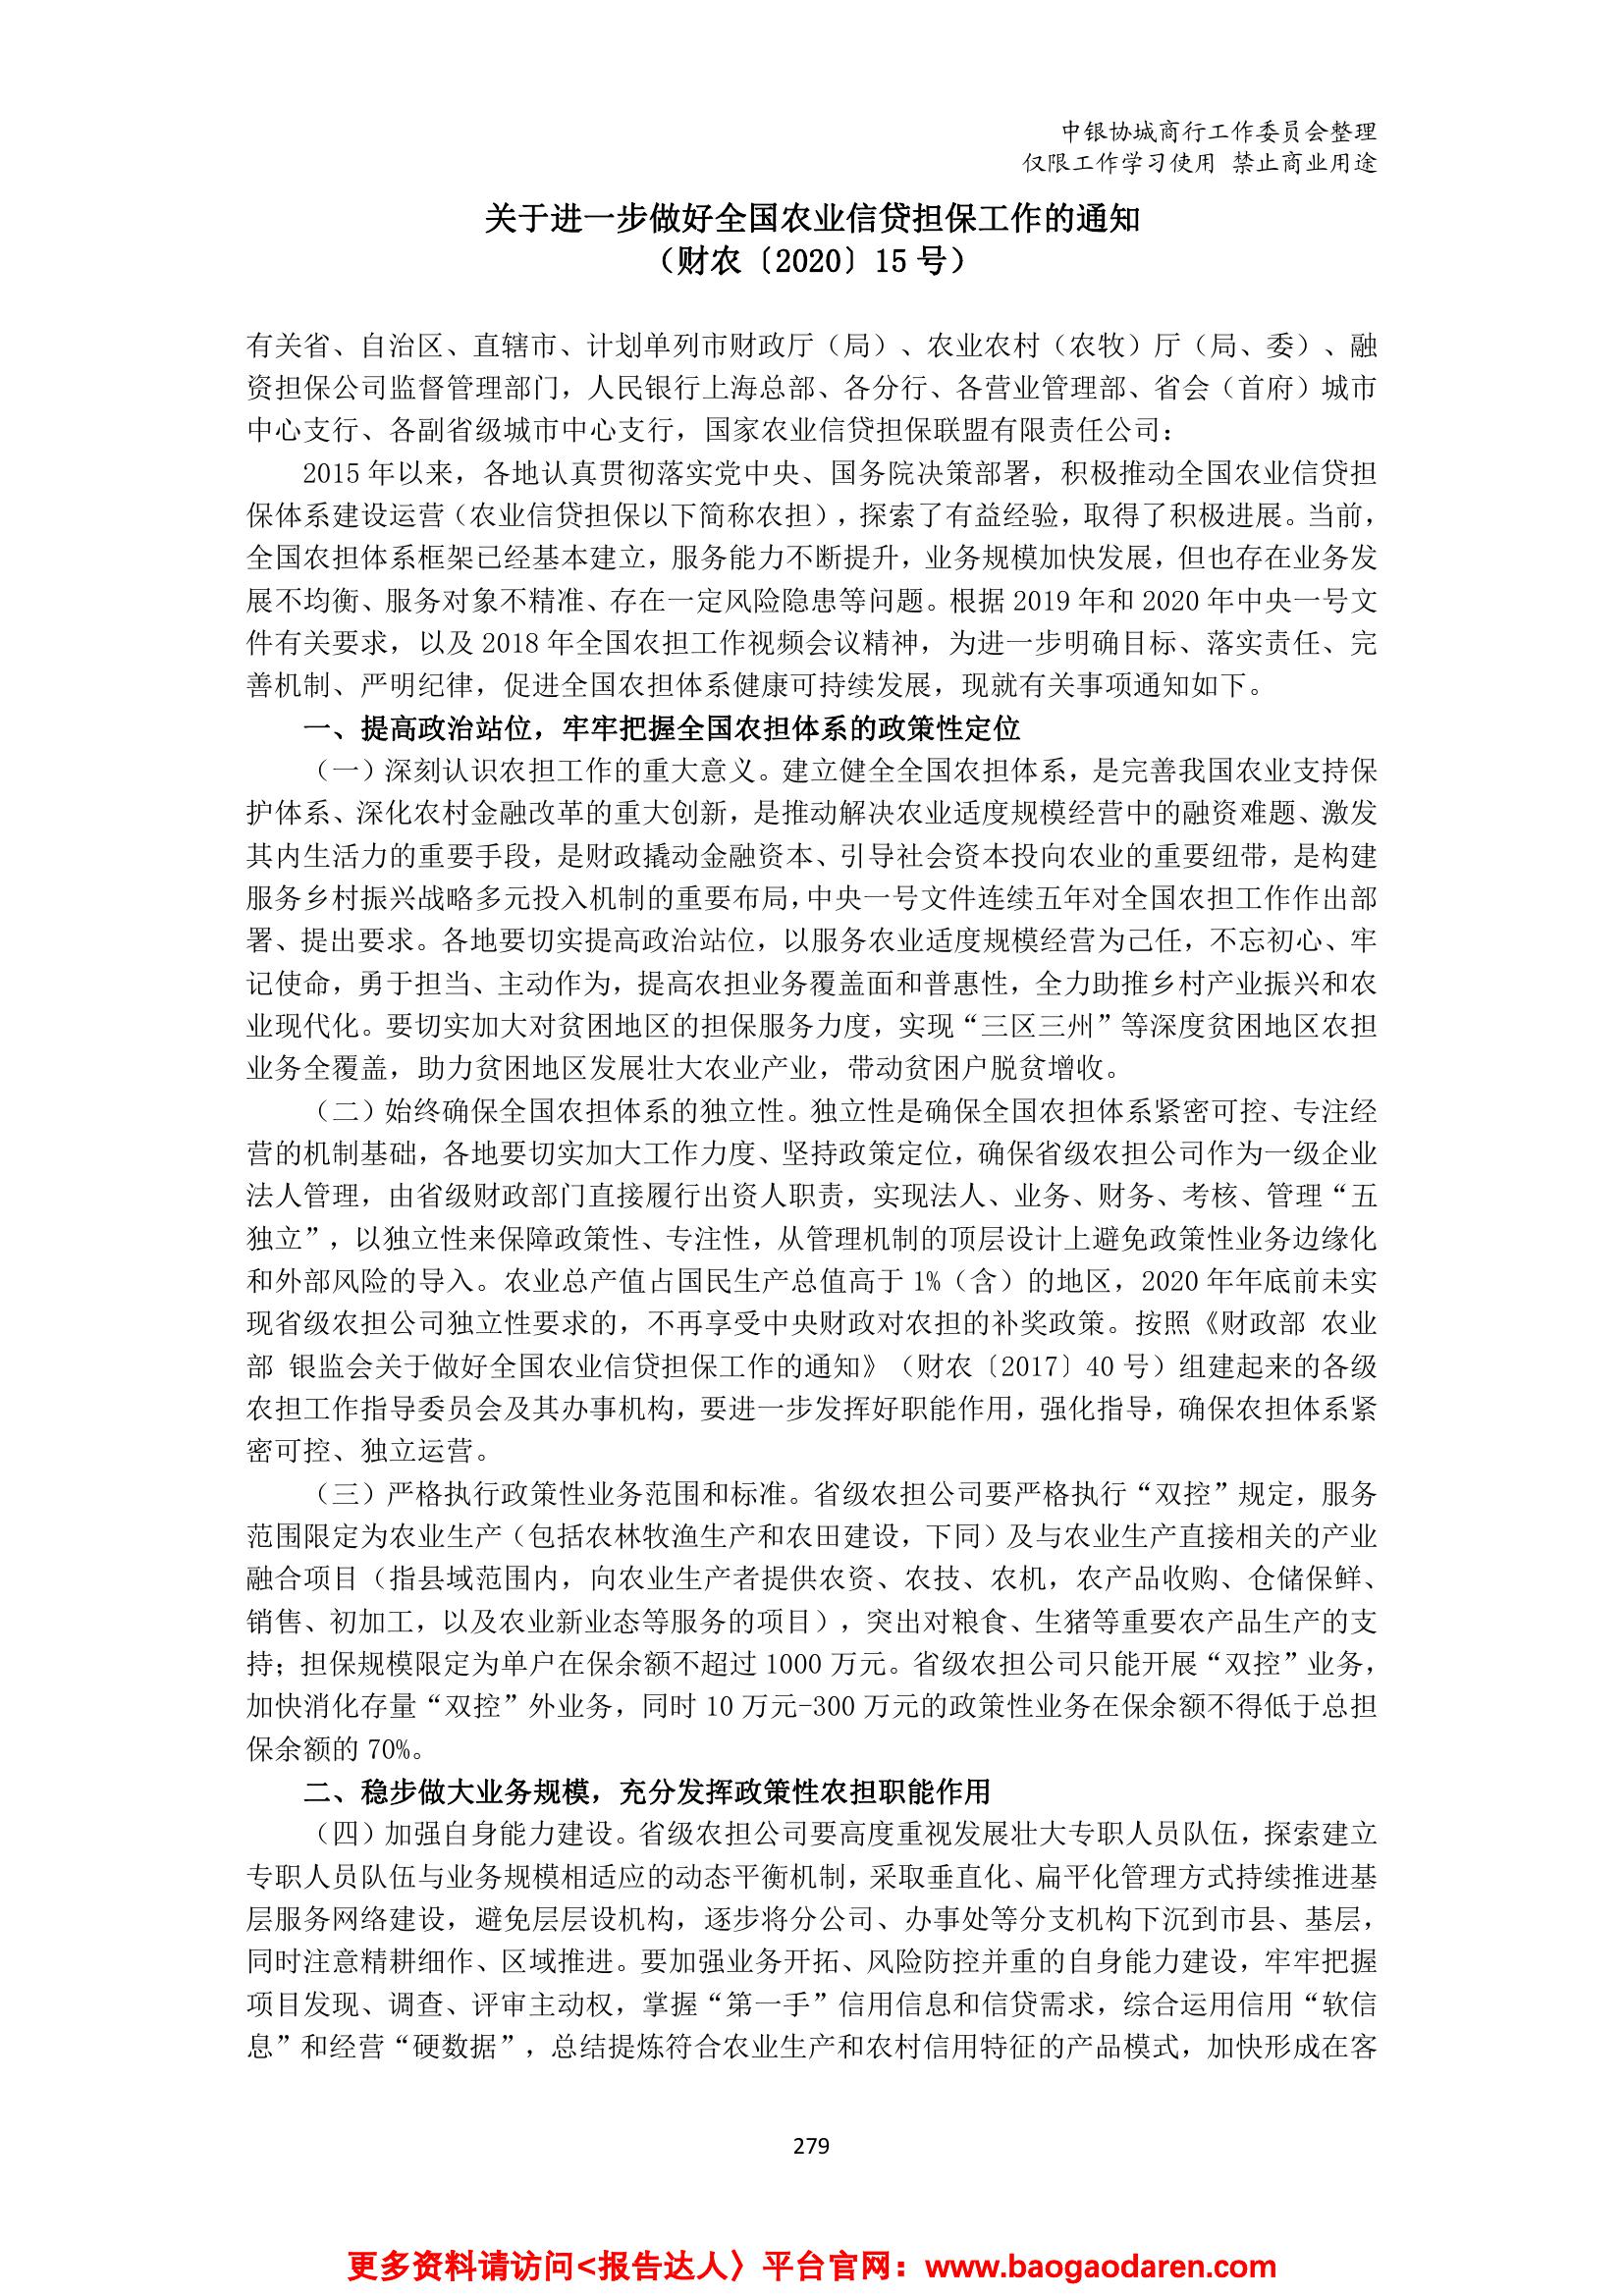 中银协城商行工作委员会整理
仅限工作学习使用 禁止商业用途
关于进一步做好全国农业信贷担保工作的通知
（财农〔2020〕15 号）
有关省、自治区、直辖市、计划单列市财政厅（局）、农业农村（农牧）厅（局、委）、融
资担保公司监督管理部门，人民银行上海总部、各分行、各营业管理部、省会（首府）城市
中心支行、各副省级城市中心支行，国家农业信贷担保联盟有限责任公司：
2015 年以来，各地认真贯彻落实党中央、国务院决策部署，积极推动全国农业信贷担
保体系建设运营（农业信贷担保以下简称农担），探索了有益经验，取得了积极进展。当前，
全国农担体系框架已经基本建立，服务能力不断提升，业务规模加快发展，但也存在业务发
展不均衡、服务对象不精准、存在一定风险隐患等问题。根据 2019 年和 2020 年中央一号文
件有关要求，以及 2018 年全国农担工作视频会议精神，为进一步明确目标、落实责任、完
善机制、严明纪律，促进全国农担体系健康可持续发展，现就有关事项通知如下。
一、提高政治站位，牢牢把握全国农担体系的政策性定位
（一）深刻认识农担工作的重大意义。建立健全全国农担体系，是完善我国农业支持保
护体系、深化农村金融改革的重大创新，是推动解决农业适度规模经营中的融资难题、激发
其内生活力的重要手段，是财政撬动金融资本、引导社会资本投向农业的重要纽带，是构建
服务乡村振兴战略多元投入机制的重要布局，中央一号文件连续五年对全国农担工作作出部
署、提出要求。各地要切实提高政治站位，以服务农业适度规模经营为己任，不忘初心、牢
记使命，勇于担当、主动作为，提高农担业务覆盖面和普惠性，全力助推乡村产业振兴和农
业现代化。要切实加大对贫困地区的担保服务力度，实现“三区三州”等深度贫困地区农担
业务全覆盖，助力贫困地区发展壮大农业产业，带动贫困户脱贫增收。
（二）始终确保全国农担体系的独立性。独立性是确保全国农担体系紧密可控、专注经
营的机制基础，各地要切实加大工作力度、坚持政策定位，确保省级农担公司作为一级企业
法人管理，由省级财政部门直接履行出资人职责，实现法人、业务、财务、考核、管理“五
独立”，以独立性来保障政策性、专注性，从管理机制的顶层设计上避免政策性业务边缘化
和外部风险的导入。农业总产值占国民生产总值高于 1%（含）的地区，2020 年年底前未实
现省级农担公司独立性要求的，不再享受中央财政对农担的补奖政策。按照《财政部 农业
部 银监会关于做好全国农业信贷担保工作的通知》（财农〔2017〕40 号）组建起来的各级
农担工作指导委员会及其办事机构，要进一步发挥好职能作用，强化指导，确保农担体系紧
密可控、独立运营。
（三）严格执行政策性业务范围和标准。省级农担公司要严格执行“双控”规定，服务
范围限定为农业生产（包括农林牧渔生产和农田建设，下同）及与农业生产直接相关的产业
融合项目（指县域范围内，向农业生产者提供农资、农技、农机，农产品收购、仓储保鲜、
销售、初加工，以及农业新业态等服务的项目），突出对粮食、生猪等重要农产品生产的支
持；担保规模限定为单户在保余额不超过 1000 万元。省级农担公司只能开展“双控”业务，
加快消化存量“双控”外业务，同时 10 万元-300 万元的政策性业务在保余额不得低于总担
保余额的 70%。
二、稳步做大业务规模，充分发挥政策性农担职能作用
（四）加强自身能力建设。省级农担公司要高度重视发展壮大专职人员队伍，探索建立
专职人员队伍与业务规模相适应的动态平衡机制，采取垂直化、扁平化管理方式持续推进基
层服务网络建设，避免层层设机构，逐步将分公司、办事处等分支机构下沉到市县、基层，
同时注意精耕细作、区域推进。要加强业务开拓、风险防控并重的自身能力建设，牢牢把握
项目发现、调查、评审主动权，掌握“第一手”信用信息和信贷需求，综合运用信用“软信
息”和经营“硬数据”，总结提炼符合农业生产和农村信用特征的产品模式，加快形成在客
279
更多资料请访问<报告达人〉平台官网：www.baogaodaren.com